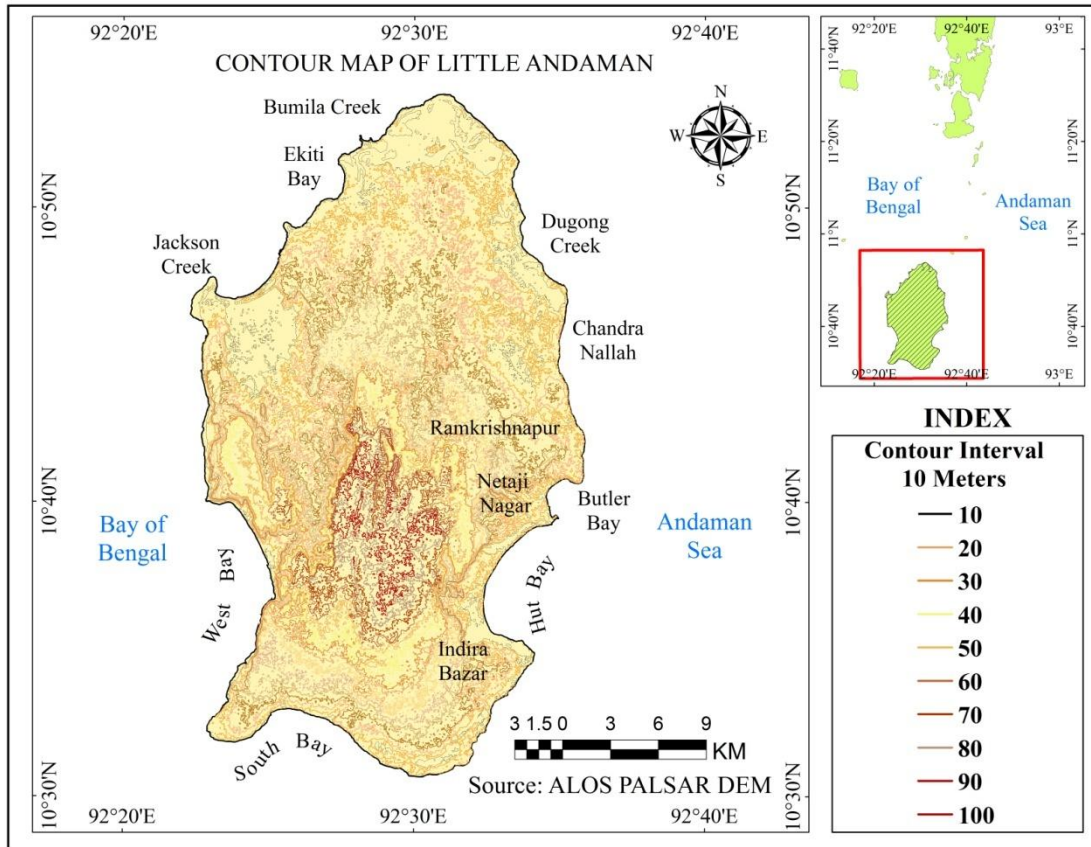 92°20'E
92°30'E
92°40'E
CONTOUR MAP OF LITTLE ANDAMAN
Bumila Creek
Ekiti
Bay
Jackson
Creek
Dugong
Creek
Chandra
Nallah
Ramkrishnapur
Netaji
Nagar
Butler
Bay
Bay of
Bengal
Andaman
Sea
West Bay
Hut Bay
Indira
Bazar
South Bay
N
W
E
S
10°50'N
10°40'N
10°30'N
10°50'N
10°40'N
10°30'N
3 1.5 0 3 6 9
KM
Source: ALOS PALSAR DEM
92°20'E
92°30'E
92°40'E
92°20'E
92°40'E
93°E
11°40'N
11°20'N
11°N
10°40'N
11°40'N
11°20'N
11°N
10°40'N
Bay of
Bengal
Andaman
Sea
92°20'E
92°40'E
93°E
INDEX
Contour Interval
10 Meters
10
20
30
40
50
60
70
80
90
100